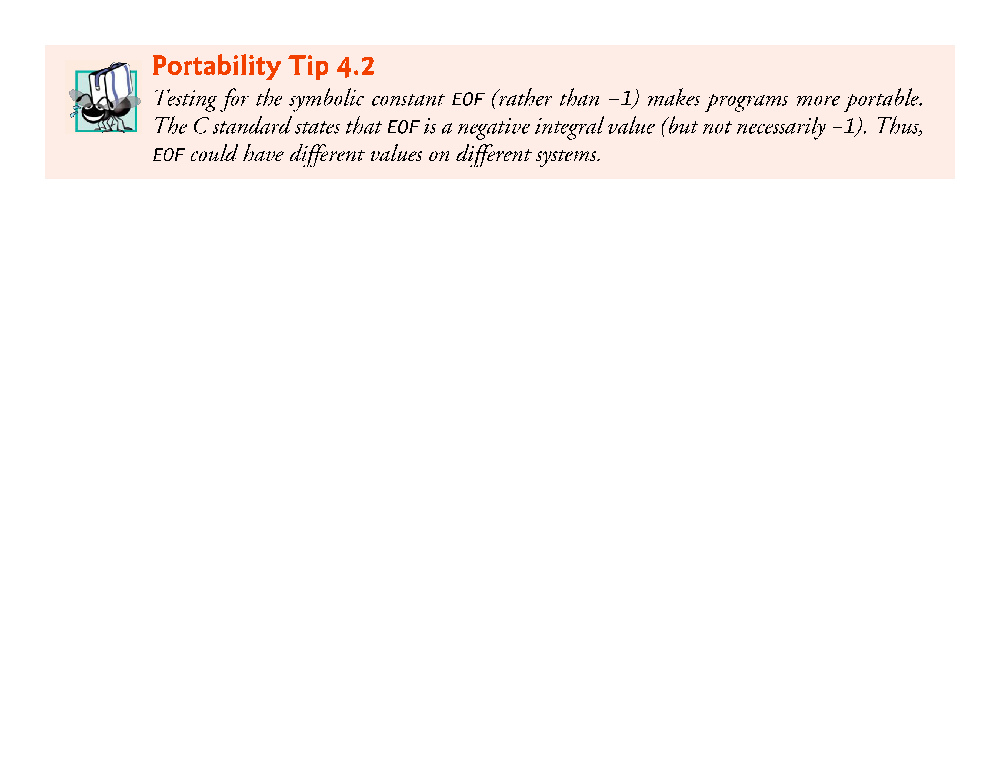 Portability Tip 4.2
Testing for the symbolic constant EOF (rather than –1) makes programs more portable.
The C standard states that EOF is a negative integral value (but not necessarily –1). Thus,
EOF could have different values on different systems.